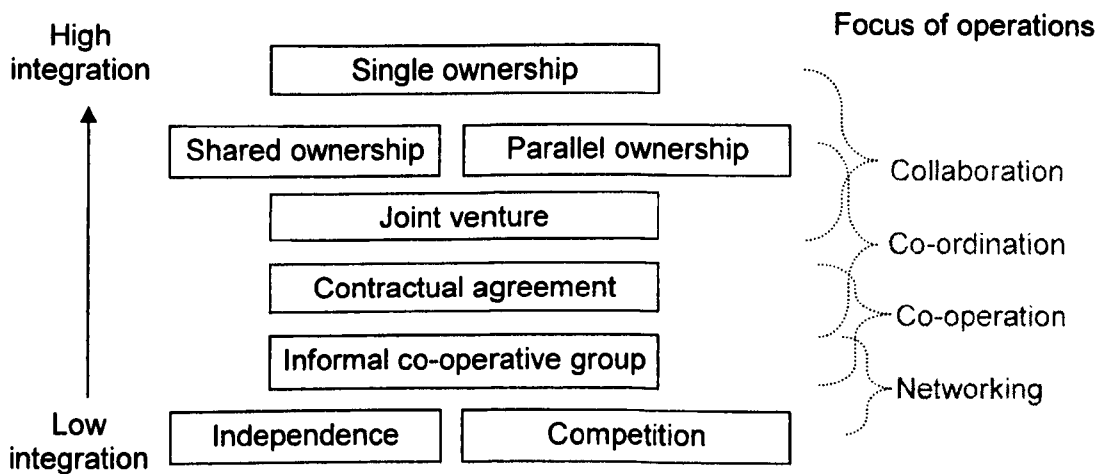 High
integration
Focus of operations
Single ownership
Shared ownership
Parallel ownership
Collaboration
Joint venture
Co-ordination
Contractual agreement
Co-operation
Informal co-operative group
Networking
Low
integration
Independence
Competition